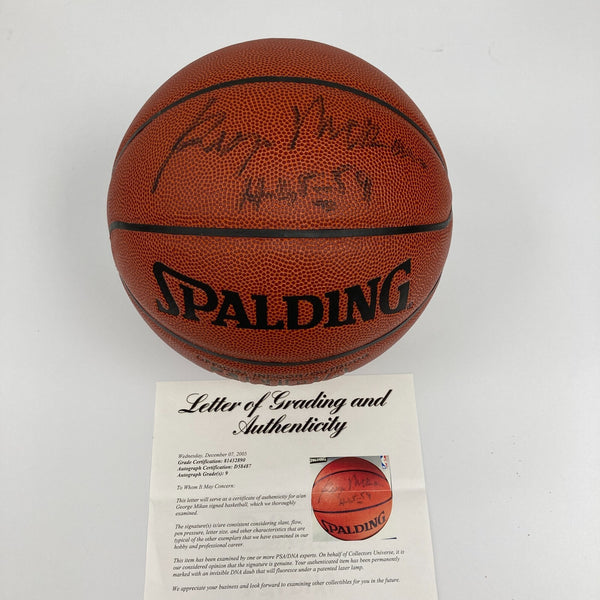 George Mikan
SPALDING
Letter of Grading and
Authenticity
Wednesday, December 07, 2005
Grade Certification: 81432890
Autograph Certification: D58487
Autograph Grade(s): 9
To Whom It May Concern:
This letter will serve as a certificate of authenticity for a/an
George Mikan signed basketball, which we thoroughly
examined.
The signature(s) is/are consistent considering slant, flow,
pen pressure, letter size, and other characteristics that are
typical of the other exemplars that we have examined in our
hobby and professional career.
This item has been examined by one or more PSA/DNA experts. On behalf of Collectors Universe, it is
our considered opinion that the signature is genuine. Your authenticated item has been permanently
marked with an invisible DNA daub that will fluoresce under a patented laser lamp.
We appreciate your business and look forward to examining other collectibles for you in the future.
SPALDING
NBA
SPALDING